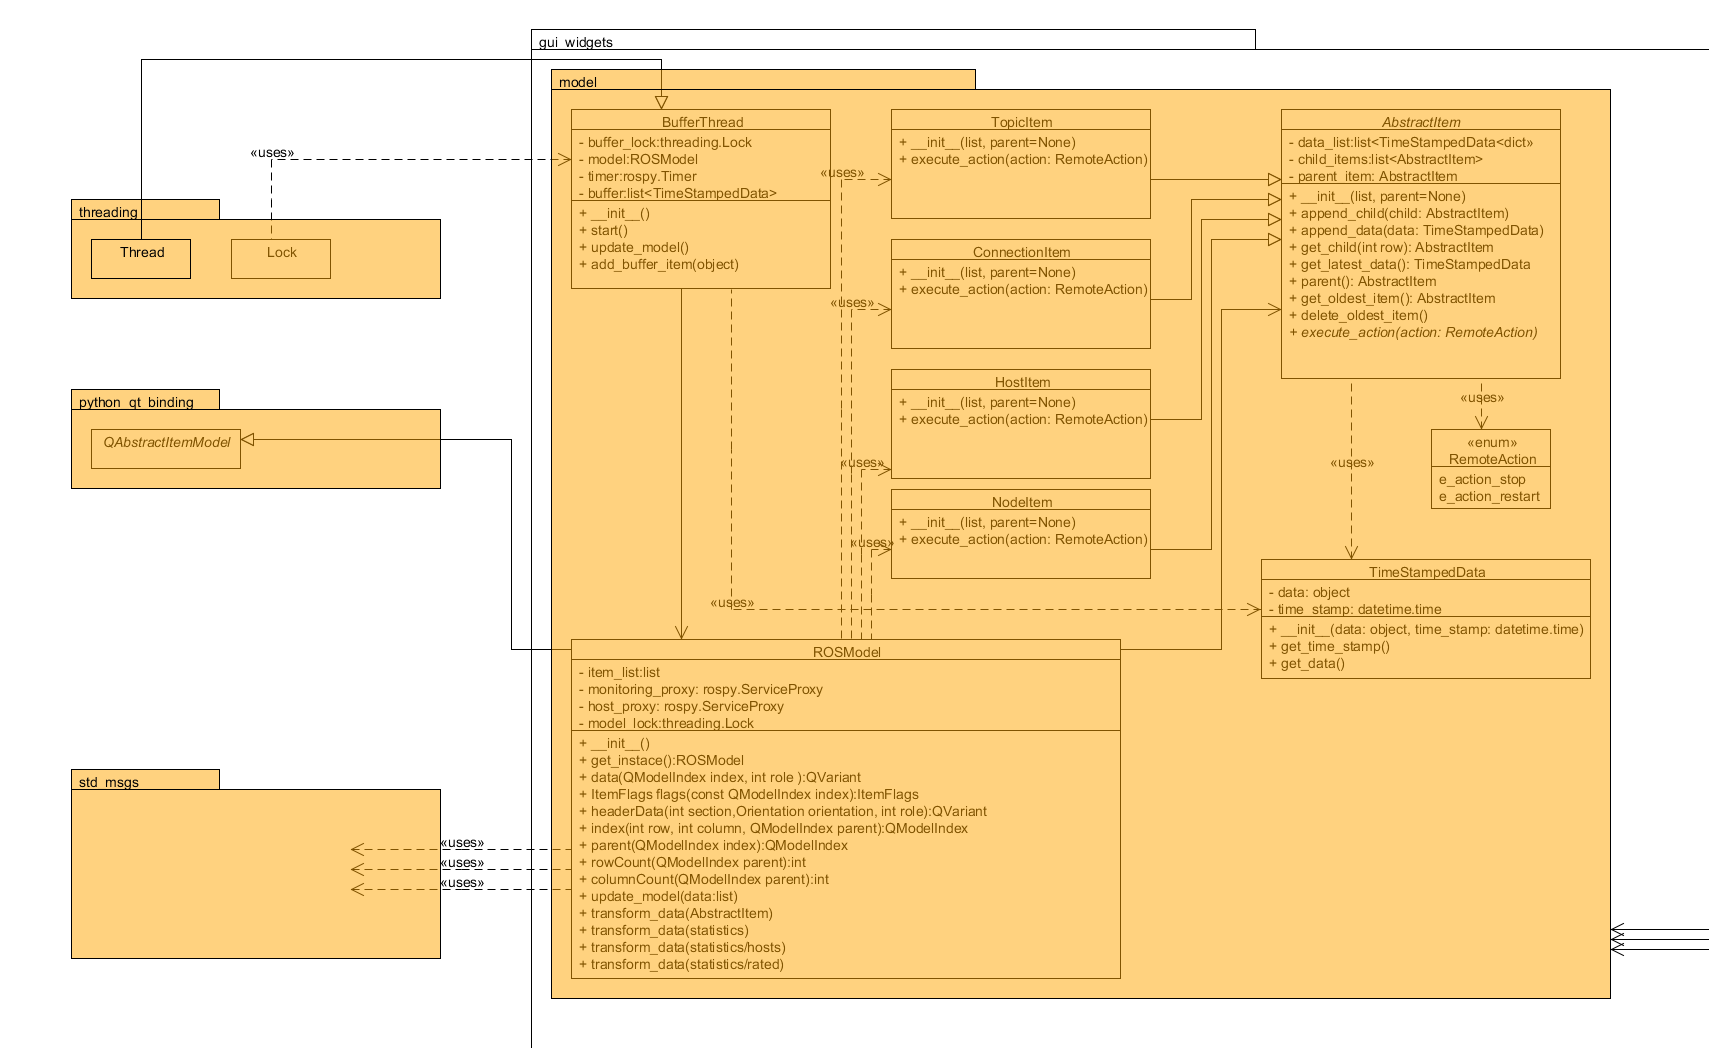 gui_widgets
model
BufferThread
- buffer_lock:threading.Lock
- model:ROSModel
- timer:rospy.Timer
- buffer:list<TimeStampedData>
+ __init__()
+ start()
+ update_model()
+ add_buffer_item(object)
TopicItem
+ __init__(list, parent=None)
+ execute_action(action: RemoteAction)
«uses»
AbstractItem
- data_list:list<TimeStampedData<dict»
- child_items:list<AbstractItem>
- parent_item: AbstractItem
+ __init__(list, parent=None)
+ append_child(child: AbstractItem)
+ append_data(data: TimeStampedData)
+ get_child(int row): AbstractItem
+ get_latest_data(): TimeStampedData
+ parent(): AbstractItem
+ get_oldest_item(): AbstractItem
+ delete_oldest_item()
+ execute_action(action: RemoteAction)
«uses»
threading
Thread
Lock
ConnectionItem
+ __init__(list, parent=None)
+ execute_action(action: RemoteAction)
«uses»
python_qt_binding
QAbstractItemModel
HostItem
+ __init__(list, parent=None)
+ execute_action(action: RemoteAction)
«uses»
«uses»
«enum»
RemoteAction
e_action_stop
e_action_restart
«uses»
NodeItem
+ __init__(list, parent=None)
+ execute_action(action: RemoteAction)
«uses»
«uses»
TimeStampedData
- data: object
- time_stamp: datetime.time
+ __init__(data: object, time_stamp: datetime.time)
+ get_time_stamp()
+ get_data()
ROSModel
- item_list:list
- monitoring_proxy: rospy.ServiceProxy
- host_proxy: rospy.ServiceProxy
- model_lock:threading.Lock
+ __init__()
+ get_instace():ROSModel
+ data(QModelIndex index, int role ):QVariant
+ ItemFlags flags(const QModelIndex index):ItemFlags
+ headerData(int section,Orientation orientation, int role):QVariant
+ index(int row, int column, QModelIndex parent):QModelIndex
+ parent(QModelIndex index):QModelIndex
+ rowCount(QModelIndex parent):int
+ columnCount(QModelIndex parent):int
+ update_model(data:list)
+ transform_data(AbstractItem)
+ transform_data(statistics)
+ transform_data(statistics/hosts)
+ transform_data(statistics/rated)
std_msgs
«uses»
«uses»
«uses»